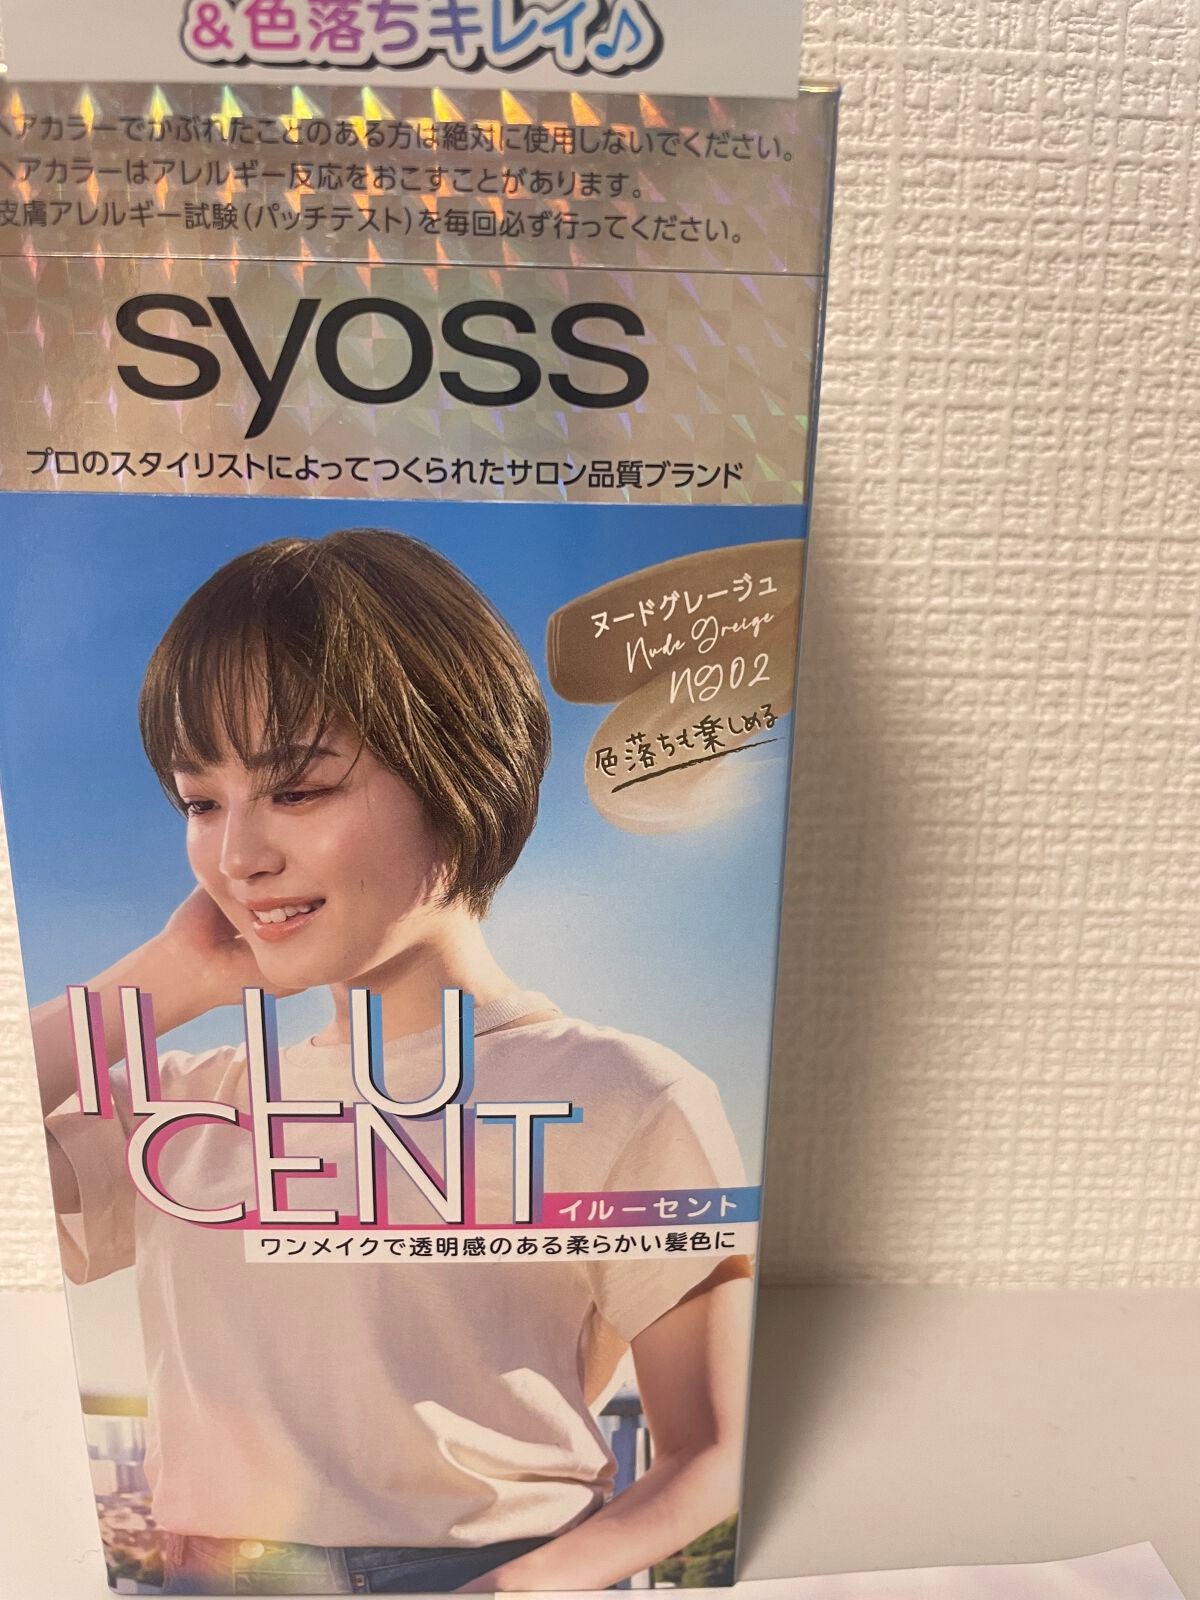 &色落ちキレイ♪
ヘアカラーでかぶれたことのある方は絶対に使用しないでください。
ヘアカラーはアレルギー反応をおこすことがあります。
皮膚アレルギー試験(パッチテスト)を毎回必ず行ってください。
syoss
プロのスタイリストによってつくられたサロン品質ブランド
ヌードグレージュ
Nude Greige
NG02
色落ちも楽しめる
ILLU
CENT
イルーセント
ワンメイクで透明感のある柔らかい髪色に